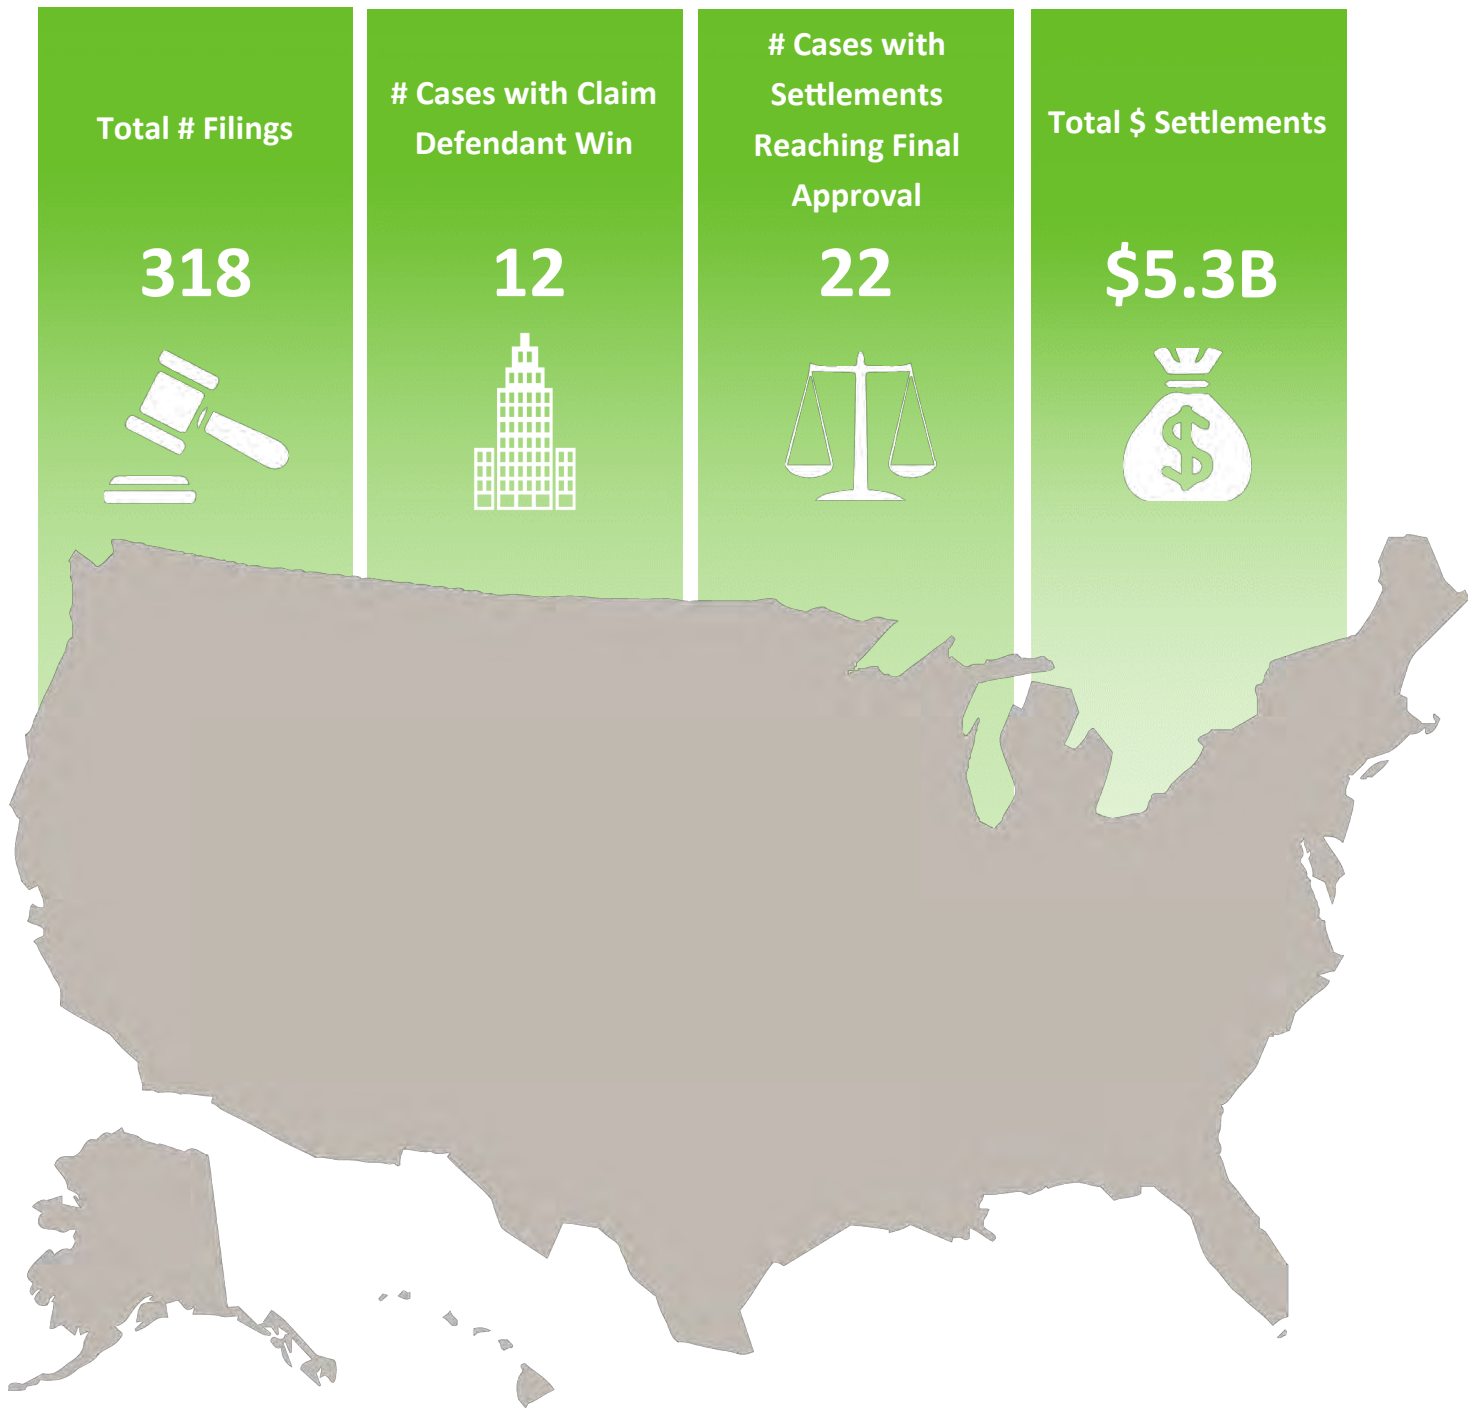 Total # Filings
318
# Cases with Claim
Defendant Win
12
# Cases with
Settlements
Reaching Final
Approval
22
Total $ Settlements
$5.3B
$